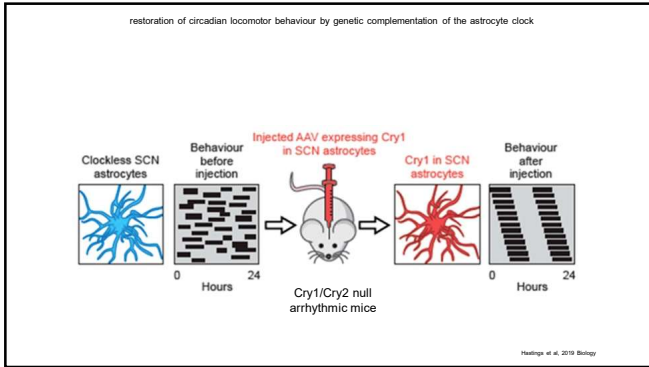 restoration of circadian locomotor behaviour by genetic complementation of the astrocyte clock
Clockless SCN
astrocytes
Behaviour
before
injection
Injected AAV expressing Cry1
in SCN astrocytes
Cry1 in SCN
astrocytes
Behaviour
after
injection
0
24
Hours
Cry1/Cry2 null
arrhythmic mice
0
24
Hours
Hastings et al, 2019 Biology